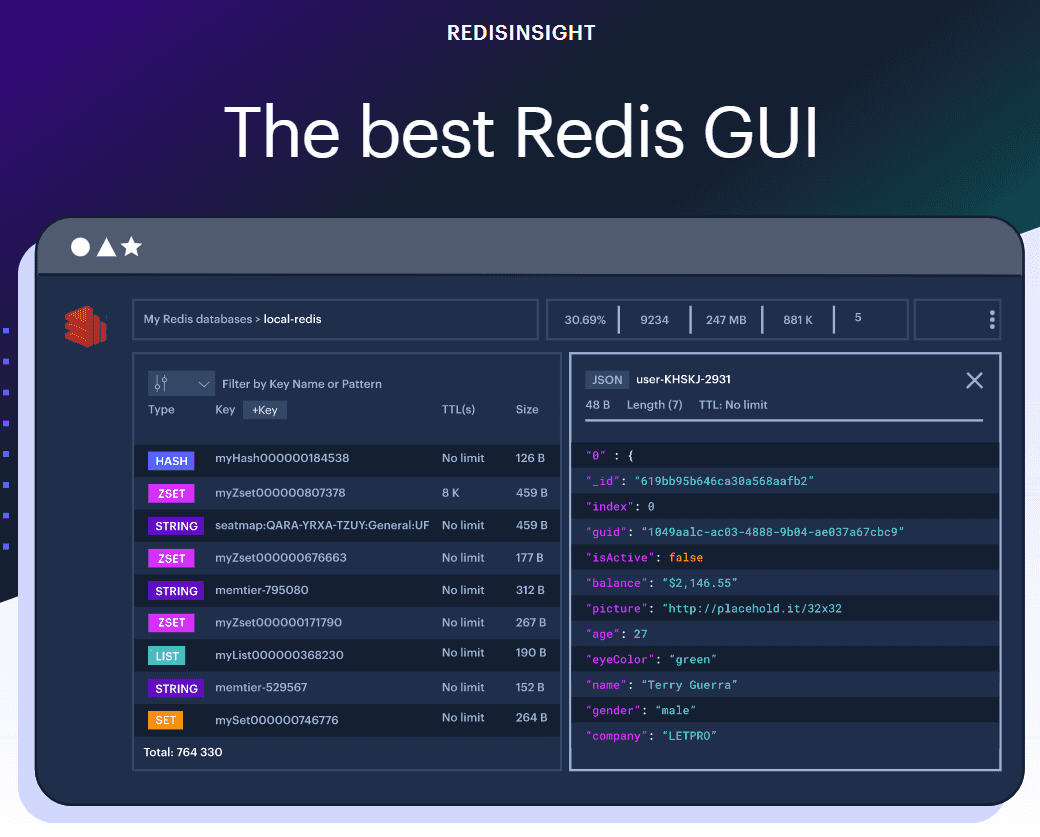 REDISINSIGHT
The best Redis GUI
My Redis databases > local-redis
30.69% 9234 247 MB 881 K 5
Filter by Key Name or Pattern
Type Key +Key TTL(s) Size
HASH myHash000000184538 No limit 126 B
ZSET myZset000000807378 8 K 459 B
STRING seatmap:QARA-YRXA-TZUY:General:UF No limit 459 B
ZSET myZset000000676663 No limit 177 B
STRING memtier-795080 No limit 312 B
ZSET myZset000000171790 No limit 267 B
LIST myList000000368230 No limit 190 B
STRING memtier-529567 No limit 152 B
SET mySet000000746776 No limit 264 B
Total: 764 330
JSON user-KHSKJ-2931
48 B Length (7) TTL: No limit
"0" : {
"_id": “619bb95b646ca30a568aafb2”
"index": 0
"guid": “1049aalc-ac03-4888-9b04-ae037a67cbc9”
"isActive": false
"balance": “$2,146.55”
"picture": “http://placehold.it/32x32
"age": 27
"eyeColor": “green”
"name": “Terry Guerra”
"gender": “male”
"company": “LETPRO”